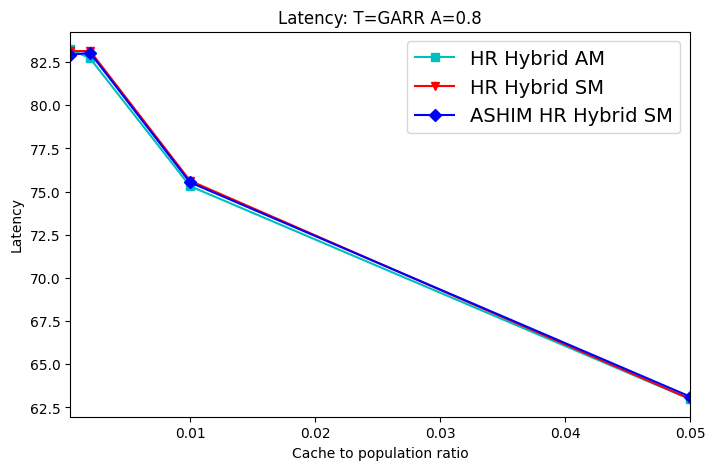 Latency: T=GARR A=0.8
HR Hybrid AM
HR Hybrid SM
ASHIM HR Hybrid SM
Latency
82.5
80.0
77.5
75.0
72.5
70.0
67.5
65.0
62.5
0.01 0.02 0.03 0.04 0.05
Cache to population ratio